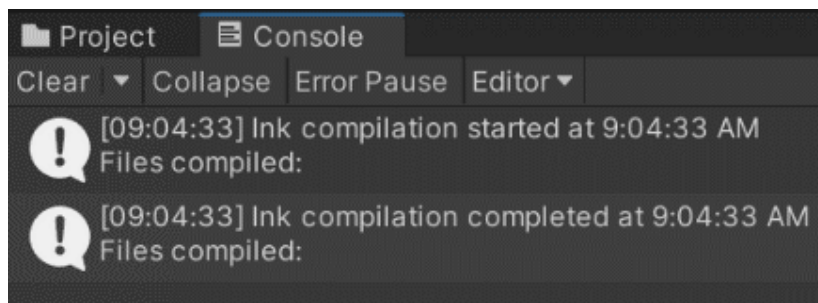 Project Console
Clear Collapse Error Pause Editor
[09:04:33] Ink compilation started at 9:04:33 AM
Files compiled:
[09:04:33] Ink compilation completed at 9:04:33 AM
Files compiled: